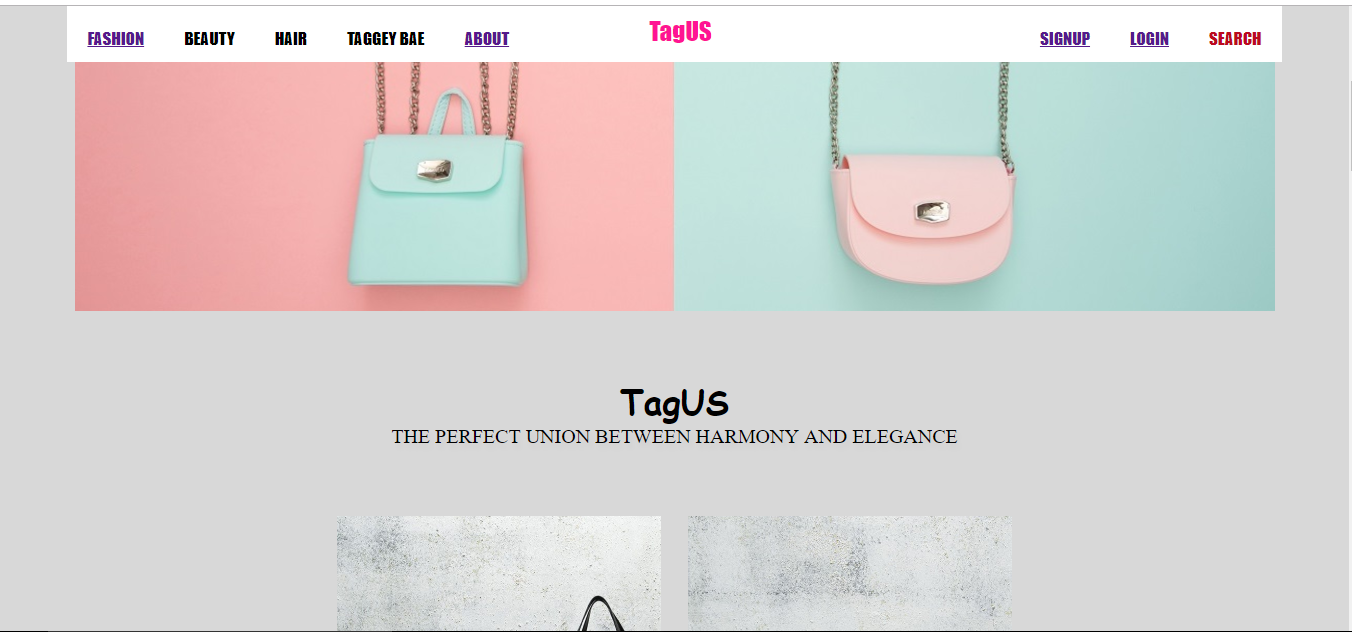 FASHION BEAUTY HAIR TAGGEY BAE ABOUT TagUS SIGNUP LOGIN SEARCH
TagUS
THE PERFECT UNION BETWEEN HARMONY AND ELEGANCE